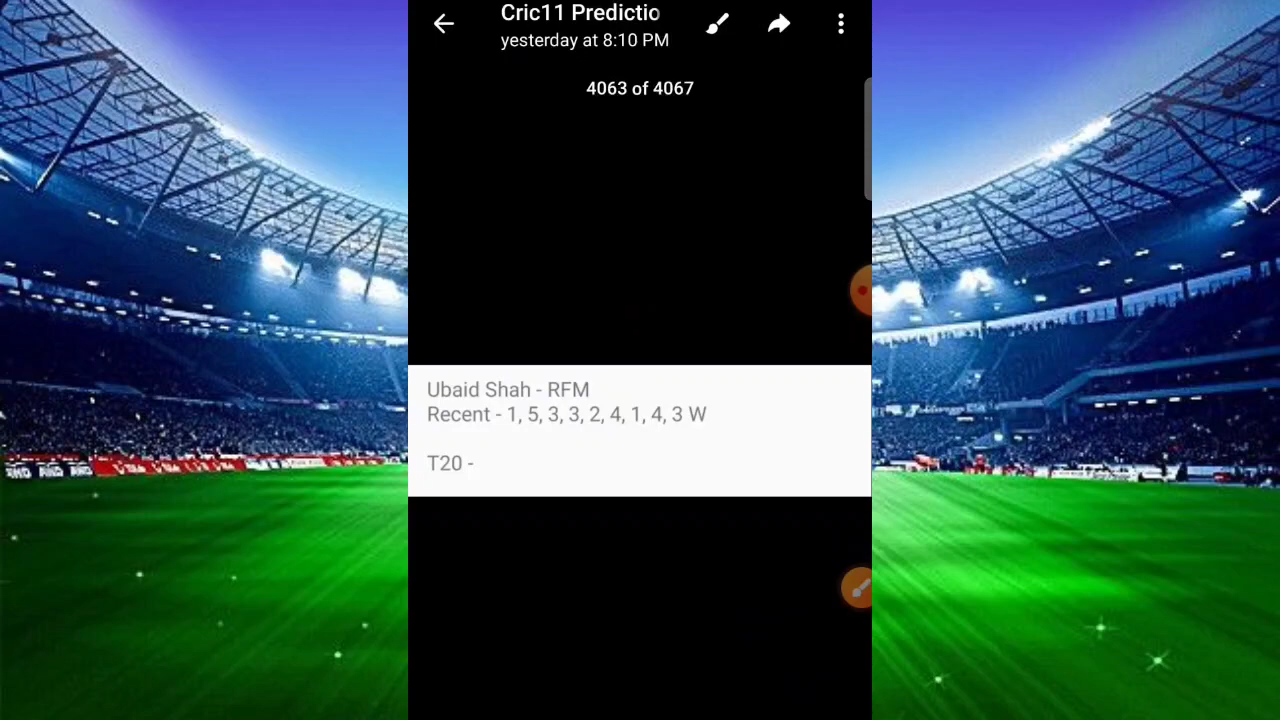 Cric11 Predictio
yesterday at 8:10 PM
4063 of 4067
Ubaid Shah - RFM
Recent - 1, 5, 3, 3, 2, 4, 1, 4, 3 W
T20 -